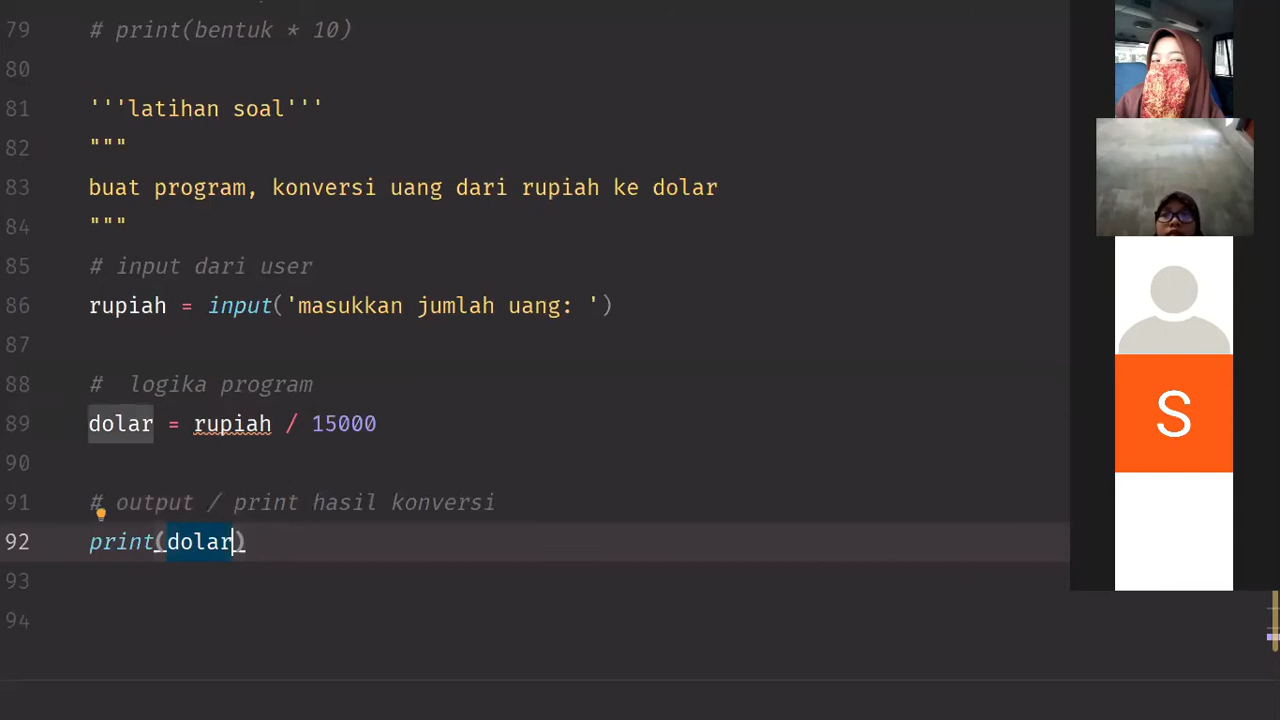 79 # print(bentuk * 10)
80
81 '''latihan soal'''
82 """
83 buat program, konversi uang dari rupiah ke dolar
84 """
85 # input dari user
86 rupiah = input('masukkan jumlah uang: ')
87
88 #  logika program
89 dolar = rupiah / 15000
90
91 # output / print hasil konversi
92 print(dolar)
93
94
S